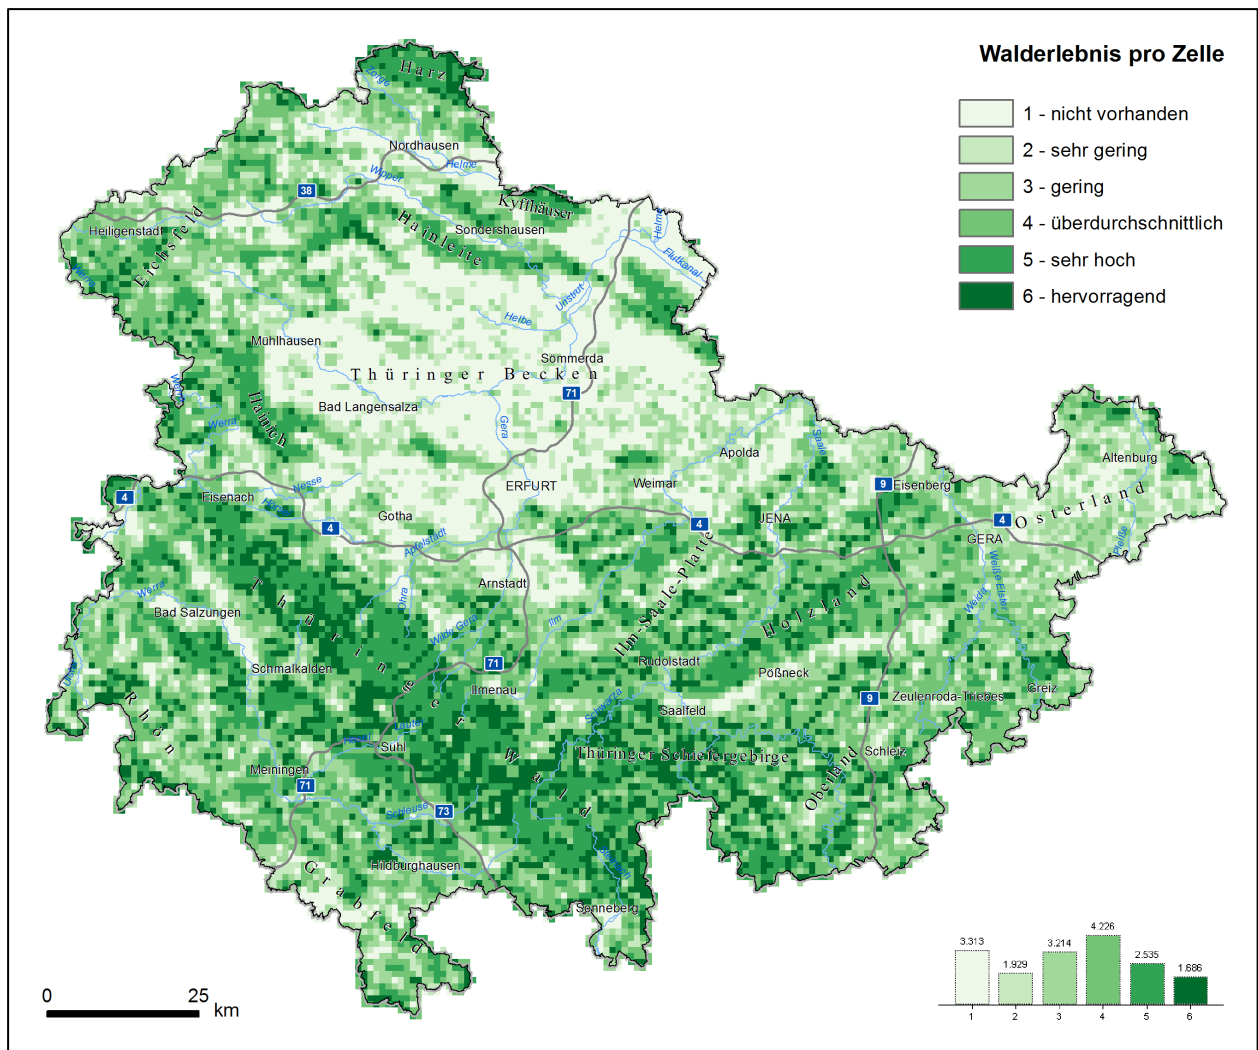 Walderlebnis pro Zelle
1 - nicht vorhanden
2 - sehr gering
3 - gering
4 - überdurchschnittlich
5 - sehr hoch
6 - hervorragend
Harz
Zorge
Nordhausen
Helme
Wipper
38
Kyffhäuser
Hainleite
Sondershausen
Helme
Heiligenstadt
Eichsfeld
Flutkanal
Werra
Unstrut
Helbe
Mühlhausen
Sömmerda
Thüringer Becken
71
Bad Langensalza
Werra
Hainich
Werra
Gera
Saale
Apolda
Altenburg
Nesse
ERFURT
Weimar
9
Eisenberg
4
Eisenach
Hörsel
Osterland
Gotha
4
4
JENA
4
GERA
Apfelstädt
Pleiße
Ilm-Saale-Platte
Arnstadt
Weiße Elster
Thüringer Wald
Werra
Ohra
Holzland
Weida
Bad Salzungen
Wilde Gera
Ilm
Ulster
Schmalkalden
71
Rudolstadt
Pößneck
Ilmenau
9
Zeulenroda-Triebes
Greiz
Rhön
Schwarza
Saalfeld
Suhl
Thüringer Schiefergebirge
Schleiz
Meiningen
71
Oberland
Schleuse
73
Hildburghausen
Grabfeld
Sonneberg
3.313
1.929
3.214
4.226
2.535
1.686
1
2
3
4
5
6
0
25
km